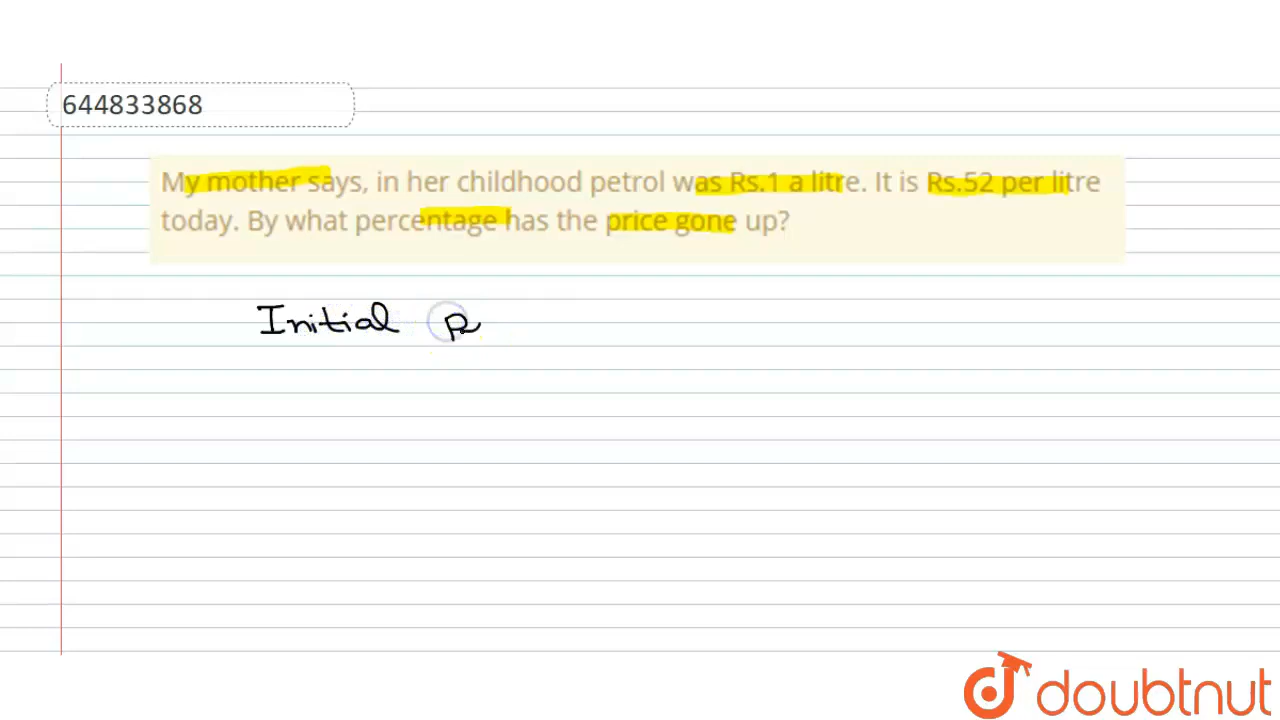 644833868
My mother says, in her childhood petrol was Rs.1 a litre. It is Rs.52 per litre
today. By what percentage has the price gone up?
Initial p
doubtnut